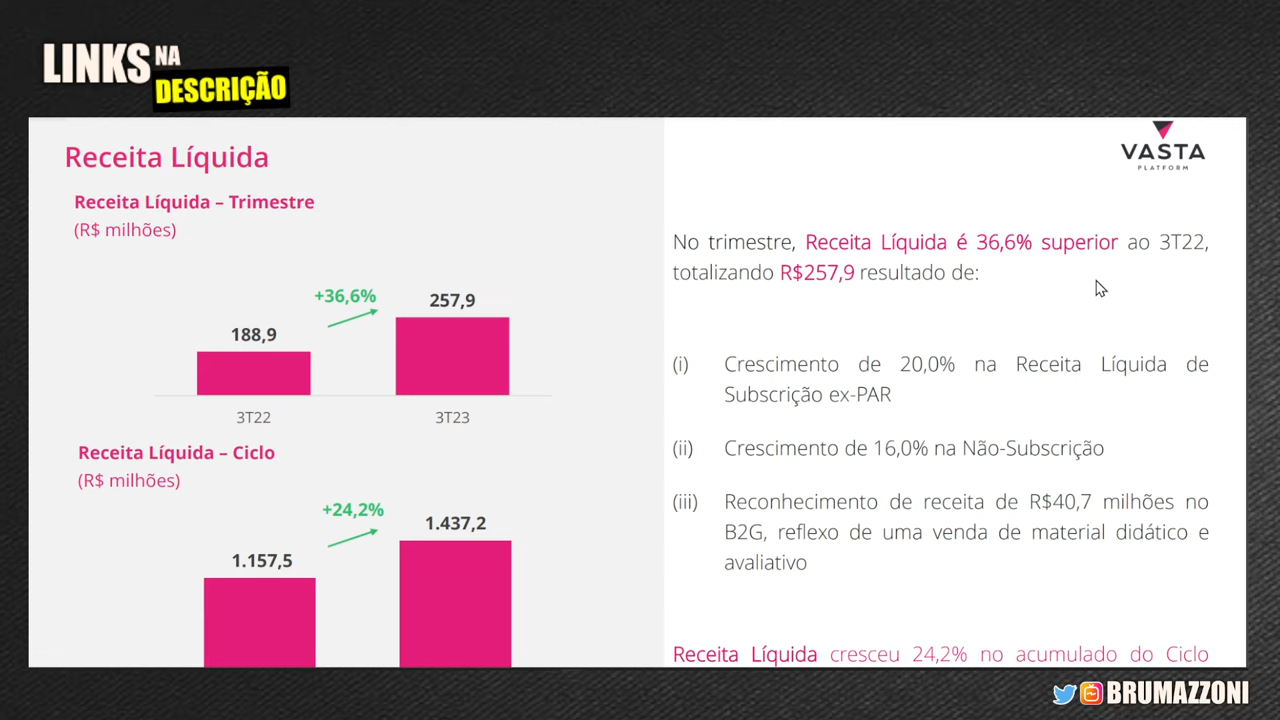 LINKS NA
DESCRIÇÃO
Receita Líquida
Receita Líquida – Trimestre
(R$ milhões)
+36,6%
257,9
188,9
3T22
3T23
Receita Líquida – Ciclo
(R$ milhões)
+24,2%
1.437,2
1.157,5
VASTA
PLATFORM
No trimestre, Receita Líquida é 36,6% superior ao 3T22,
totalizando R$257,9 resultado de:
(i) Crescimento de 20,0% na Receita Líquida de
Subscrição ex-PAR
(ii) Crescimento de 16,0% na Não-Subscrição
(iii) Reconhecimento de receita de R$40,7 milhões no
B2G, reflexo de uma venda de material didático e
avaliativo
Receita Líquida cresceu 24,2% no acumulado do Ciclo
BRUMAZZONI